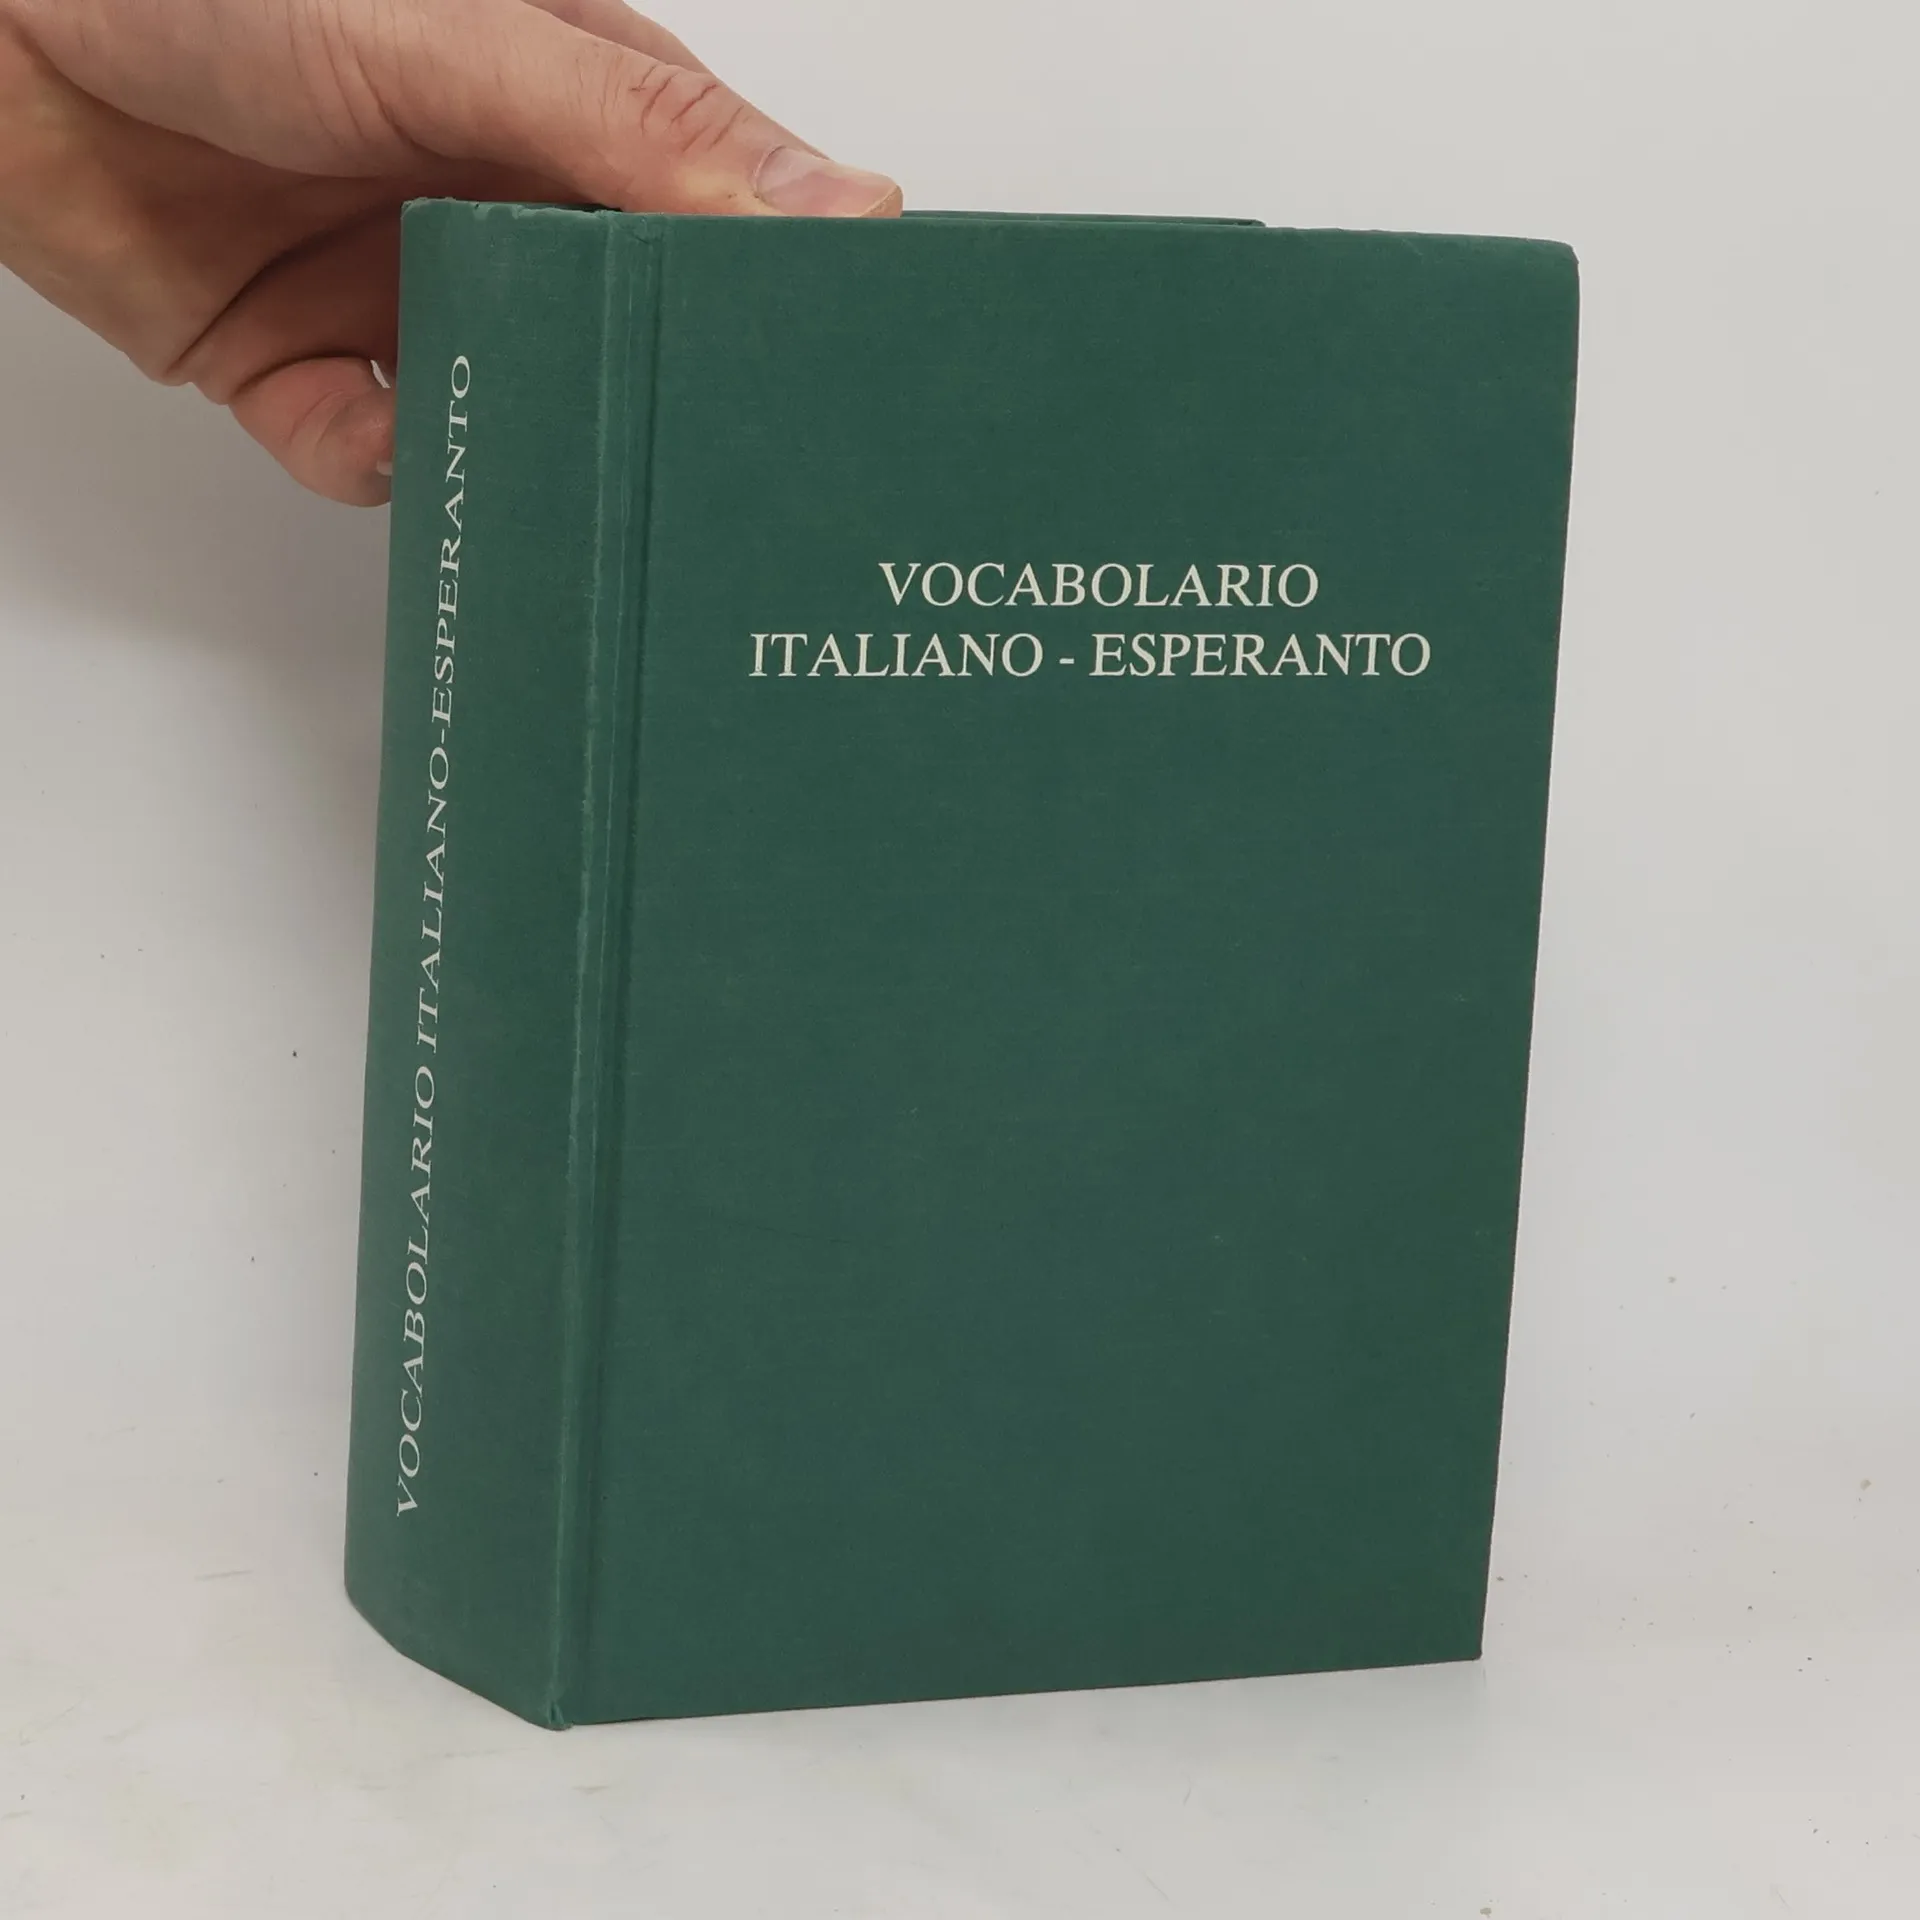 VOCABOLARIO ITALIANO-ESPERANTO
VOCABOLARIO
ITALIANO - ESPERANTO